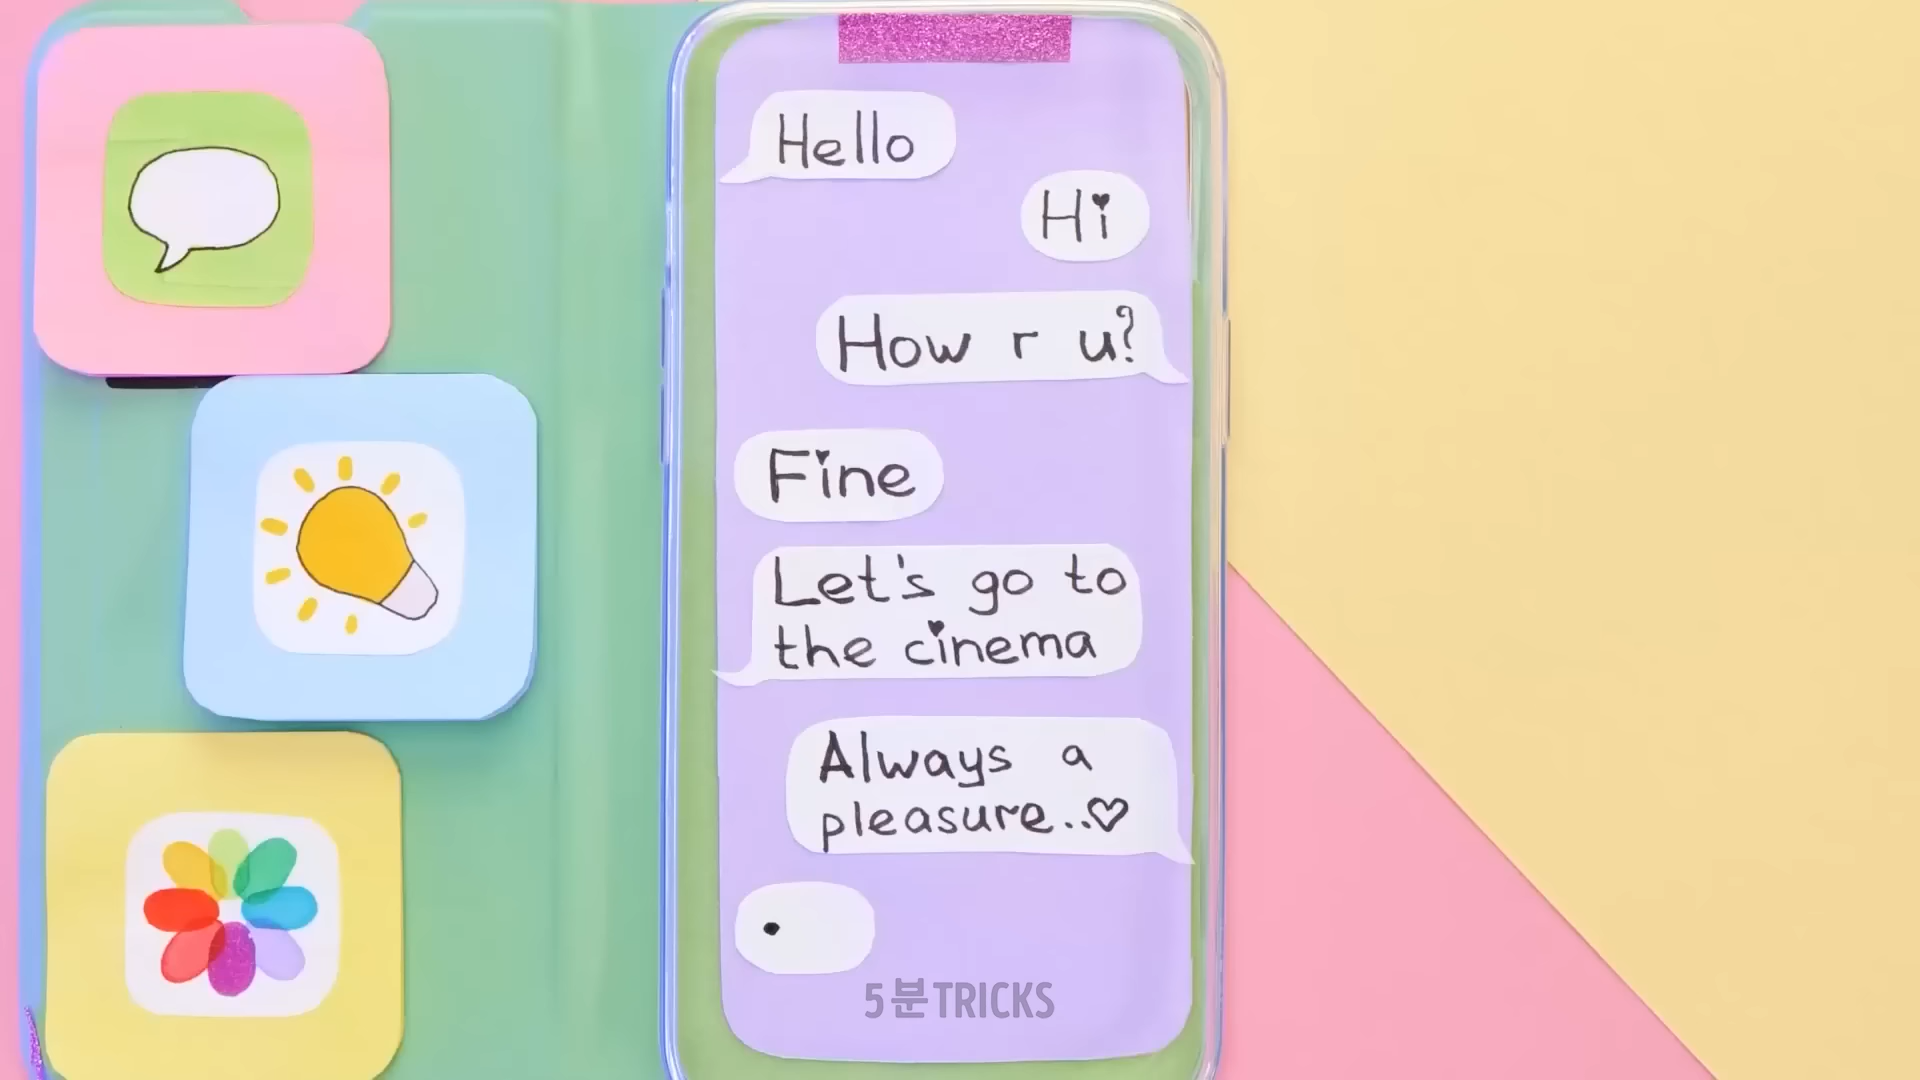 Hello
Hi
How r u?
Fine
Let's go to
the cinema
Always a
pleasure..♡
5분TRICKS